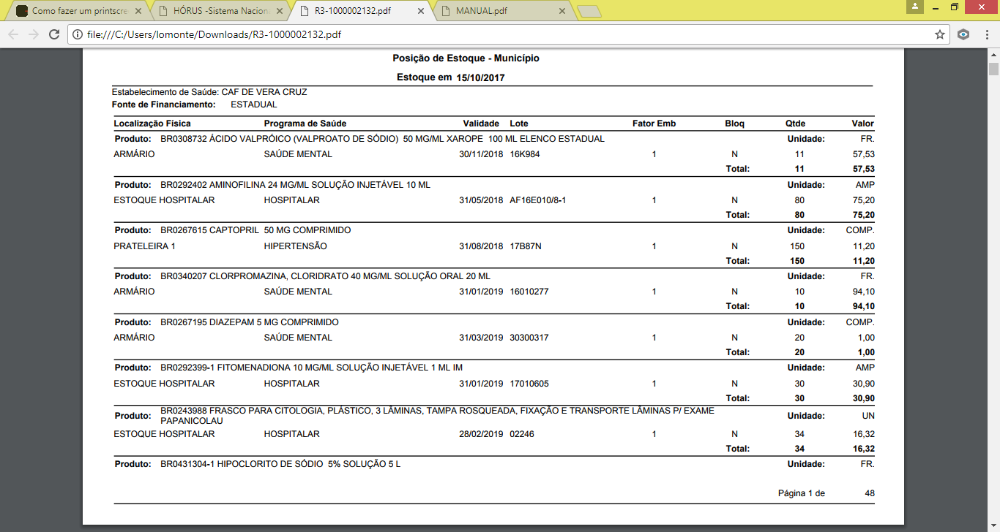 Como fazer um printscre
HÓRUS -Sistema Naciona
R3-1000002132.pdf
MANUAL.pdf
file:///C:/Users/lomonte/Downloads/R3-1000002132.pdf
Posição de Estoque - Município
Estoque em 15/10/2017
Estabelecimento de Saúde: CAF DE VERA CRUZ
Fonte de Financiamento: ESTADUAL
Localização Física Programa de Saúde Validade Lote Fator Emb Bloq Qtde Valor
Produto: BR0308732 ÁCIDO VALPRÓICO (VALPROATO DE SÓDIO) 50 MG/ML XAROPE 100 ML ELENCO ESTADUAL Unidade: FR.
ARMÁRIO SAÚDE MENTAL 30/11/2018 16K984 1 N 11 57,53
Total: 11 57,53
Produto: BR0292402 AMINOFILINA 24 MG/ML SOLUÇÃO INJETÁVEL 10 ML Unidade: AMP
ESTOQUE HOSPITALAR HOSPITALAR 31/05/2018 AF16E010/8-1 1 N 80 75,20
Total: 80 75,20
Produto: BR0267615 CAPTOPRIL 50 MG COMPRIMIDO Unidade: COMP.
PRATELEIRA 1 HIPERTENSÃO 31/08/2018 17B87N 1 N 150 11,20
Total: 150 11,20
Produto: BR0340207 CLORPROMAZINA, CLORIDRATO 40 MG/ML SOLUÇÃO ORAL 20 ML Unidade: FR.
ARMÁRIO SAÚDE MENTAL 31/01/2019 16010277 1 N 10 94,10
Total: 10 94,10
Produto: BR0267195 DIAZEPAM 5 MG COMPRIMIDO Unidade: COMP.
ARMÁRIO SAÚDE MENTAL 31/03/2019 30300317 1 N 20 1,00
Total: 20 1,00
Produto: BR0292399-1 FITOMENADIONA 10 MG/ML SOLUÇÃO INJETÁVEL 1 ML IM Unidade: AMP
ESTOQUE HOSPITALAR HOSPITALAR 31/01/2019 17010605 1 N 30 30,90
Total: 30 30,90
Produto: BR0243988 FRASCO PARA CITOLOGIA, PLÁSTICO, 3 LÂMINAS, TAMPA ROSQUEADA, FIXAÇÃO E TRANSPORTE LÂMINAS P/ EXAME Unidade: UN
PAPANICOLAU
ESTOQUE HOSPITALAR HOSPITALAR 28/02/2019 02246 1 N 34 16,32
Total: 34 16,32
Produto: BR0431304-1 HIPOCLORITO DE SÓDIO 5% SOLUÇÃO 5 L Unidade: FR.
Página 1 de 48